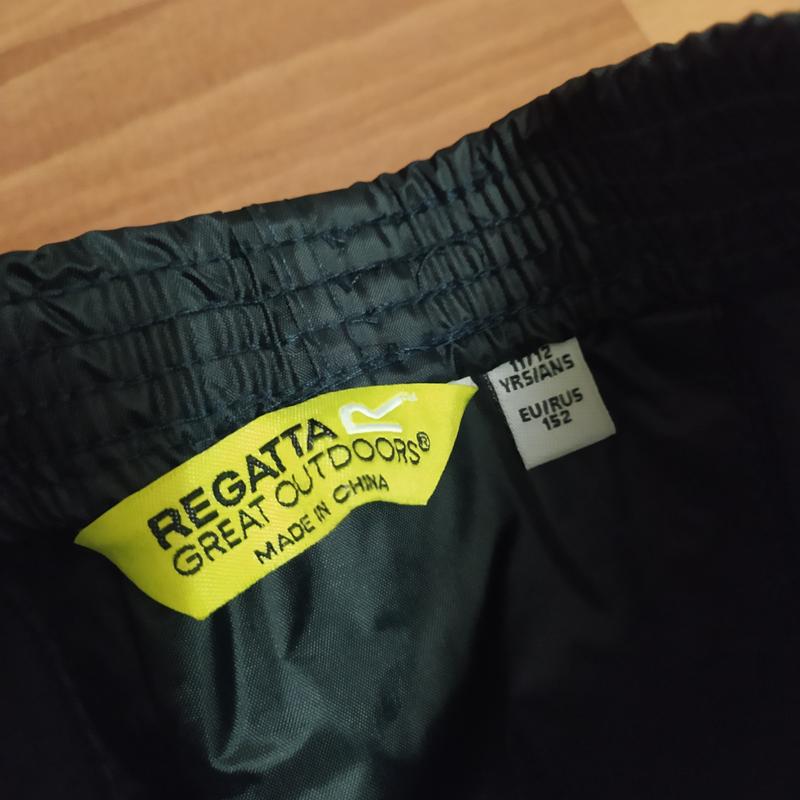 REGATTA
GREAT OUTDOORS®
MADE IN CHINA
11/12
YRS/ANS
EU/RUS
152